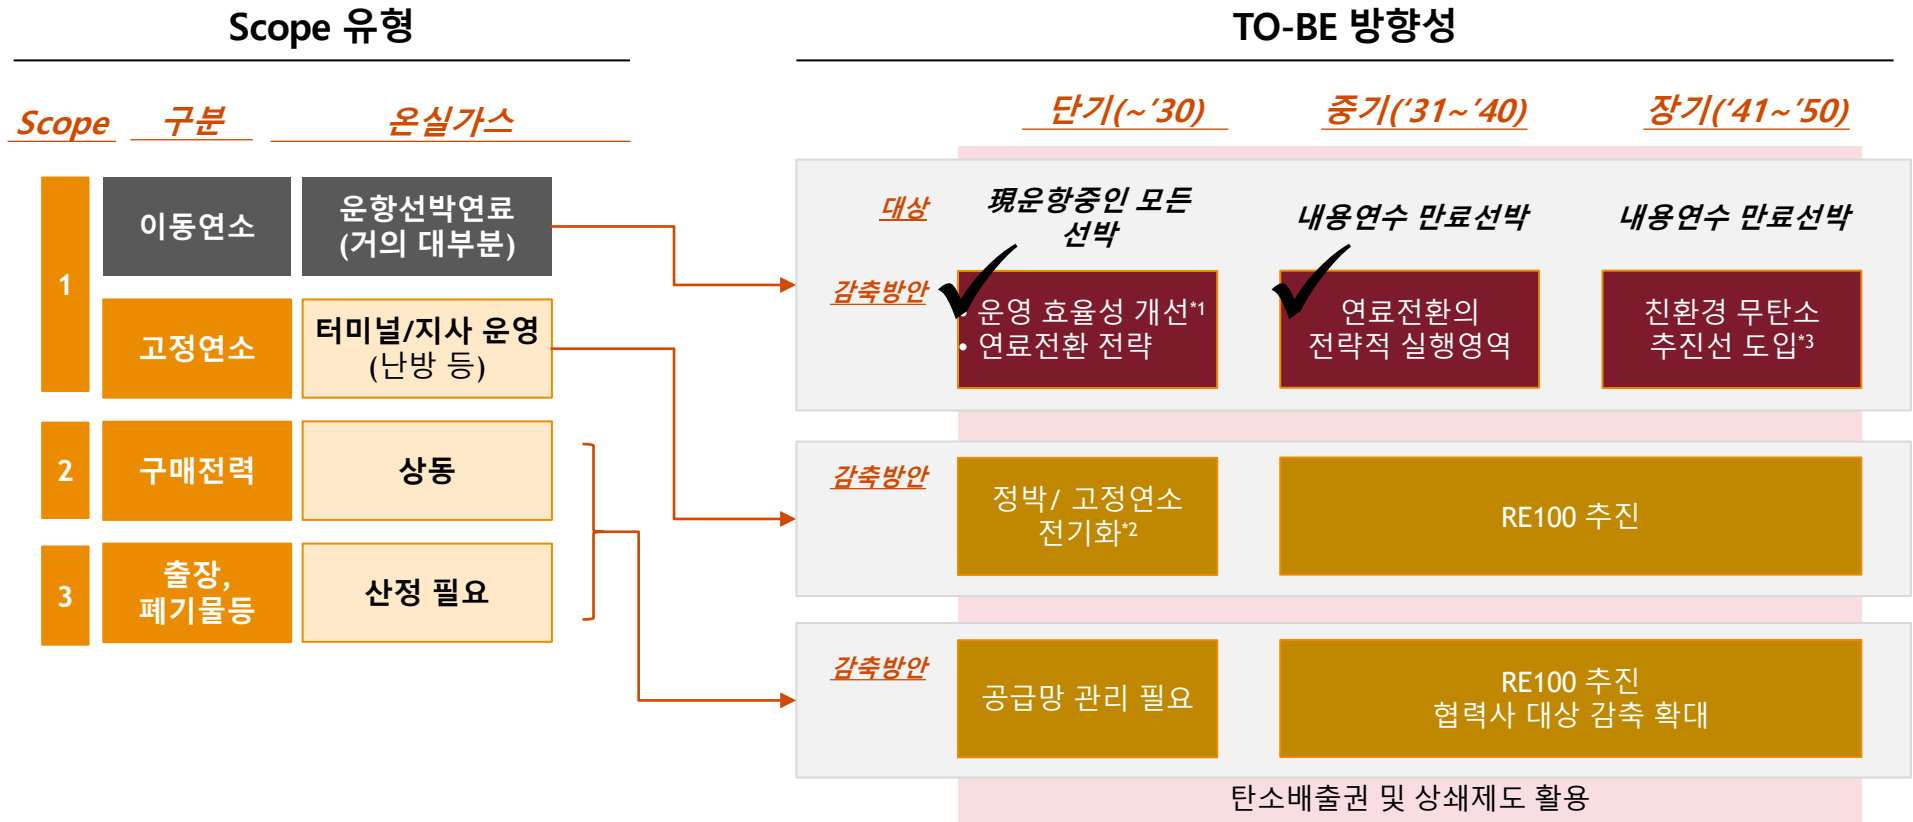 Scope 유형
TO-BE 방향성
Scope
구분
온실가스
단기(~’30)
중기(‘31~’40)
장기(‘41~’50)
1
이동연소
운항선박연료
(거의 대부분)
고정연소
터미널/지사 운영
(난방 등)
2
구매전력
상동
3
출장,
폐기물등
산정 필요
대상
現운항중인 모든
선박
내용연수 만료선박
내용연수 만료선박
감축방안
• 운영 효율성 개선*1
• 연료전환 전략
연료전환의
전략적 실행영역
친환경 무탄소
추진선 도입*3
감축방안
정박/ 고정연소
전기화*2
RE100 추진
감축방안
공급망 관리 필요
RE100 추진
협력사 대상 감축 확대
탄소배출권 및 상쇄제도 활용